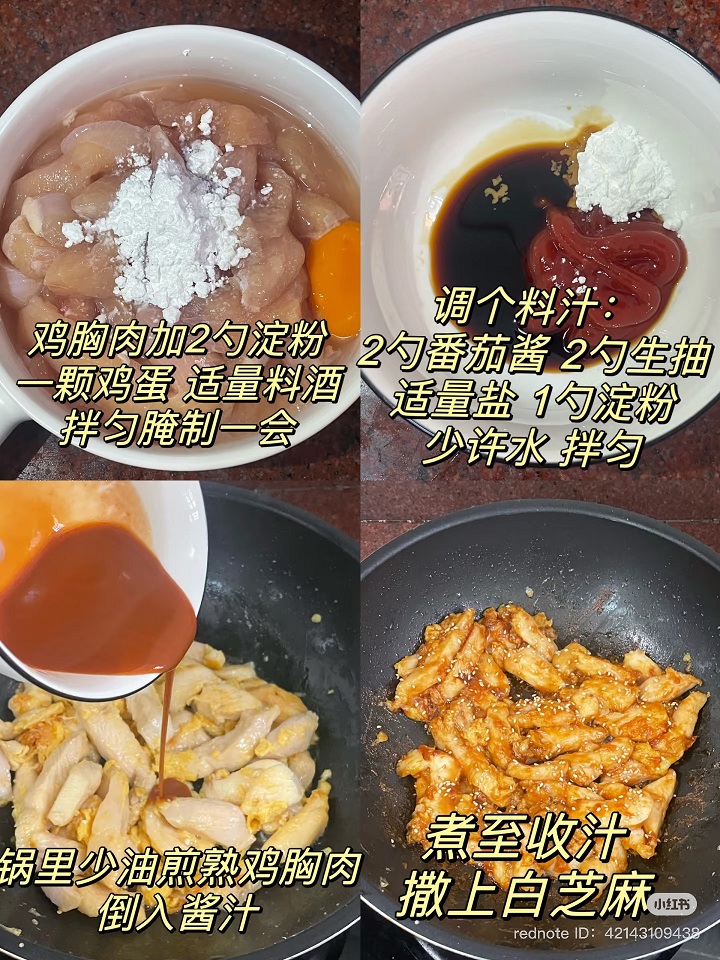 鸡胸肉加2勺淀粉
一颗鸡蛋 适量料酒
拌匀腌制一会
调个料汁：
2勺番茄酱 2勺生抽
适量盐 1勺淀粉
少许水 拌匀
锅里少油煎熟鸡胸肉
倒入酱汁
煮至收汁
撒上白芝麻
小红书
rednote ID: 42143109438